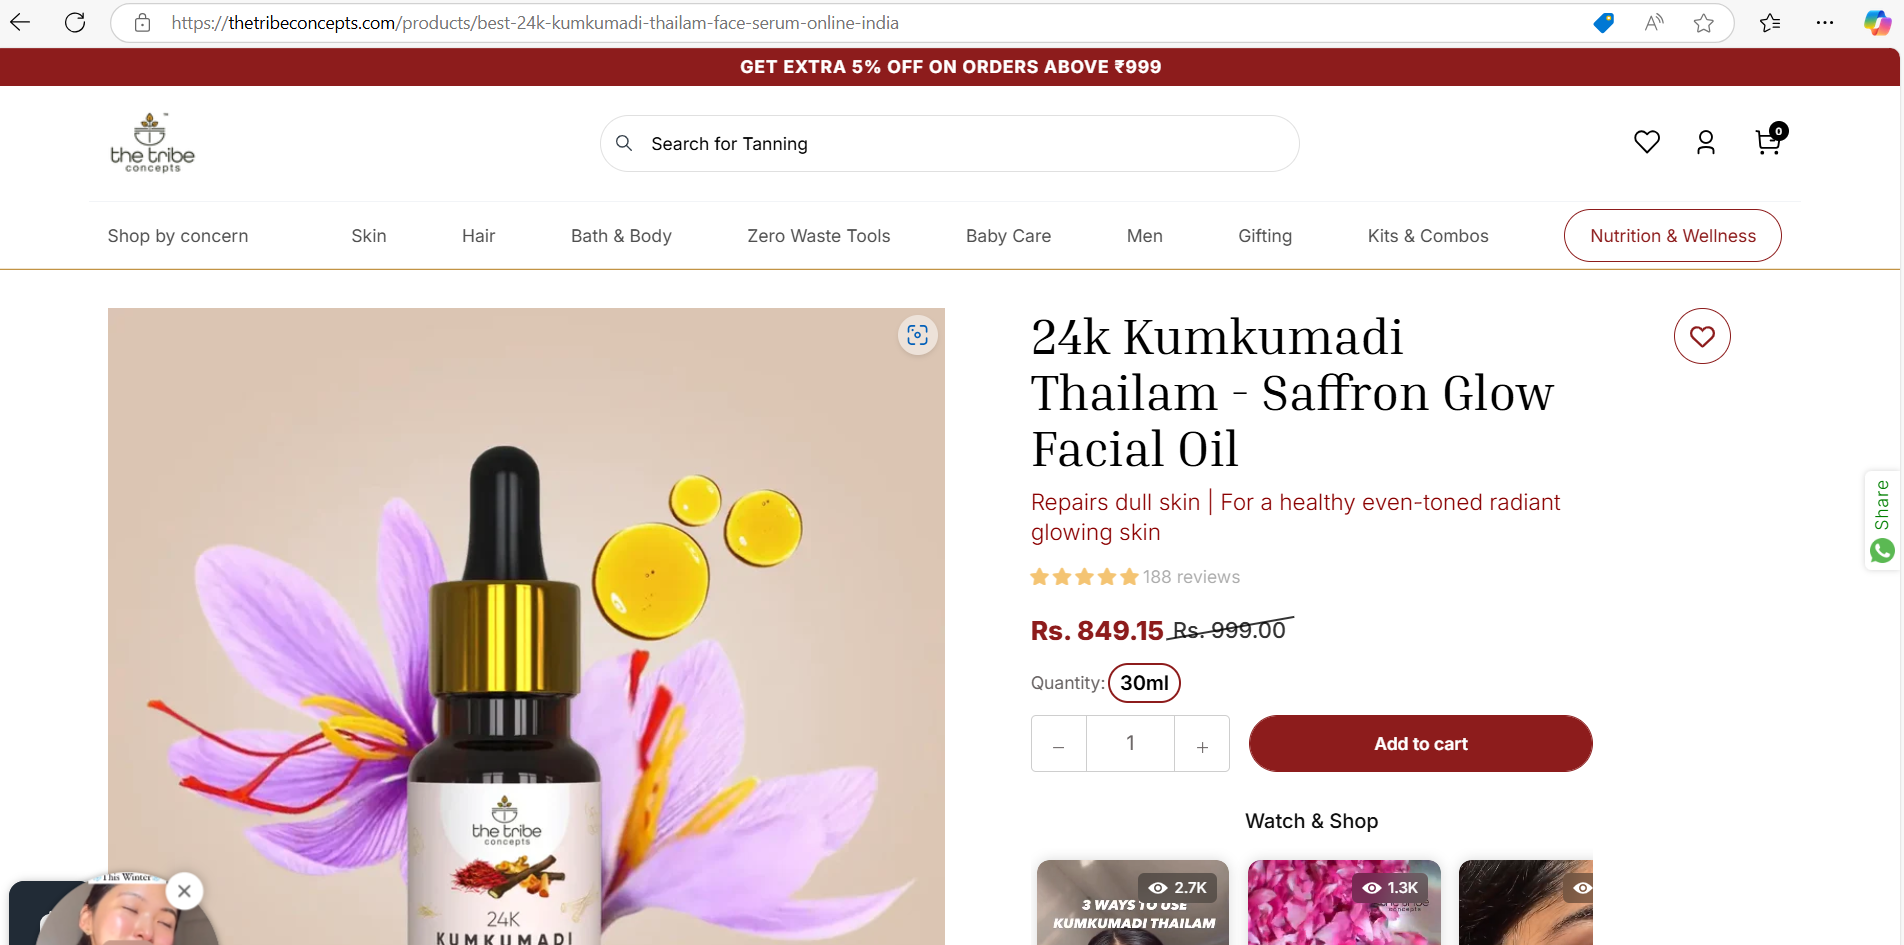 https://thetribeconcepts.com/products/best-24k-kumkumadi-thailam-face-serum-online-india
GET EXTRA 5% OFF ON ORDERS ABOVE ₹999
the tribe
concepts
Search for Tanning
0
Shop by concern
Skin
Hair
Bath & Body
Zero Waste Tools
Baby Care
Men
Gifting
Kits & Combos
Nutrition & Wellness
24k Kumkumadi
Thailam - Saffron Glow
Facial Oil
Repairs dull skin | For a healthy even-toned radiant
glowing skin
188 reviews
Rs. 849.15 Rs. 999.00
Quantity: 30ml
− 1 +
Add to cart
Watch & Shop
2.7K
3 WAYS TO USE
KUMKUMADI THAILAM
1.3K
the tribe
concepts
Share
the tribe
concepts
24K
KUMKUMADI
This Winter